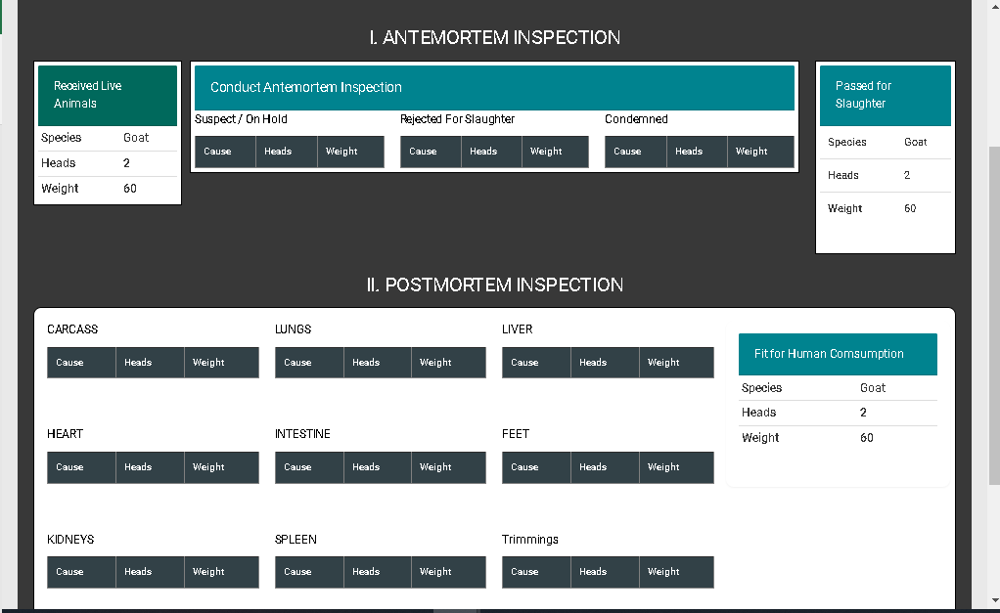 I. ANTEMORTEM INSPECTION
Received Live
Animals
Species Goat
Heads 2
Weight 60
Conduct Antemortem Inspection
Suspect / On Hold Rejected For Slaughter Condemned
Cause Heads Weight Cause Heads Weight Cause Heads Weight
Passed for
Slaughter
Species Goat
Heads 2
Weight 60
II. POSTMORTEM INSPECTION
CARCASS LUNGS LIVER
Cause Heads Weight Cause Heads Weight Cause Heads Weight
HEART INTESTINE FEET
Cause Heads Weight Cause Heads Weight Cause Heads Weight
KIDNEYS SPLEEN Trimmings
Cause Heads Weight Cause Heads Weight Cause Heads Weight
Fit for Human Comsumption
Species Goat
Heads 2
Weight 60